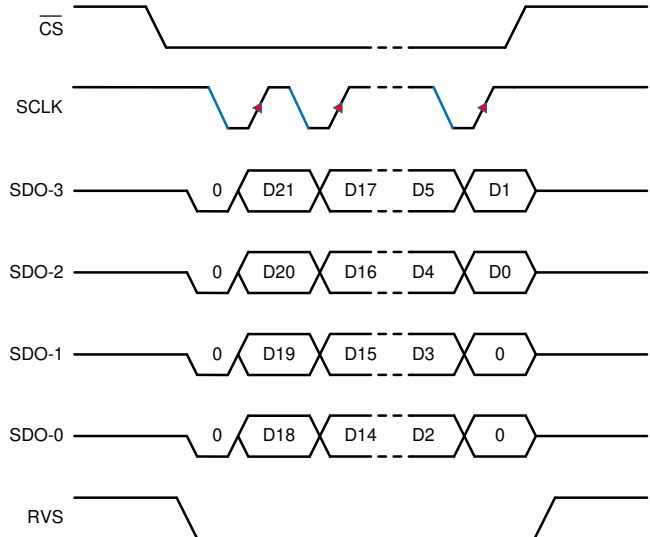 CS
SCLK
SDO-3 0 D21 D17 D5 D1
SDO-2 0 D20 D16 D4 D0
SDO-1 0 D19 D15 D3 0
SDO-0 0 D18 D14 D2 0
RVS